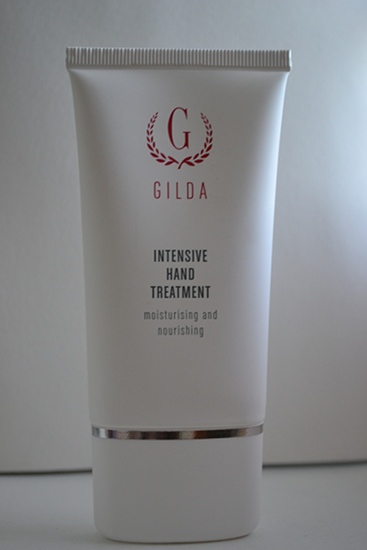 G
GILDA
INTENSIVE
HAND
TREATMENT
moisturising and
nourishing